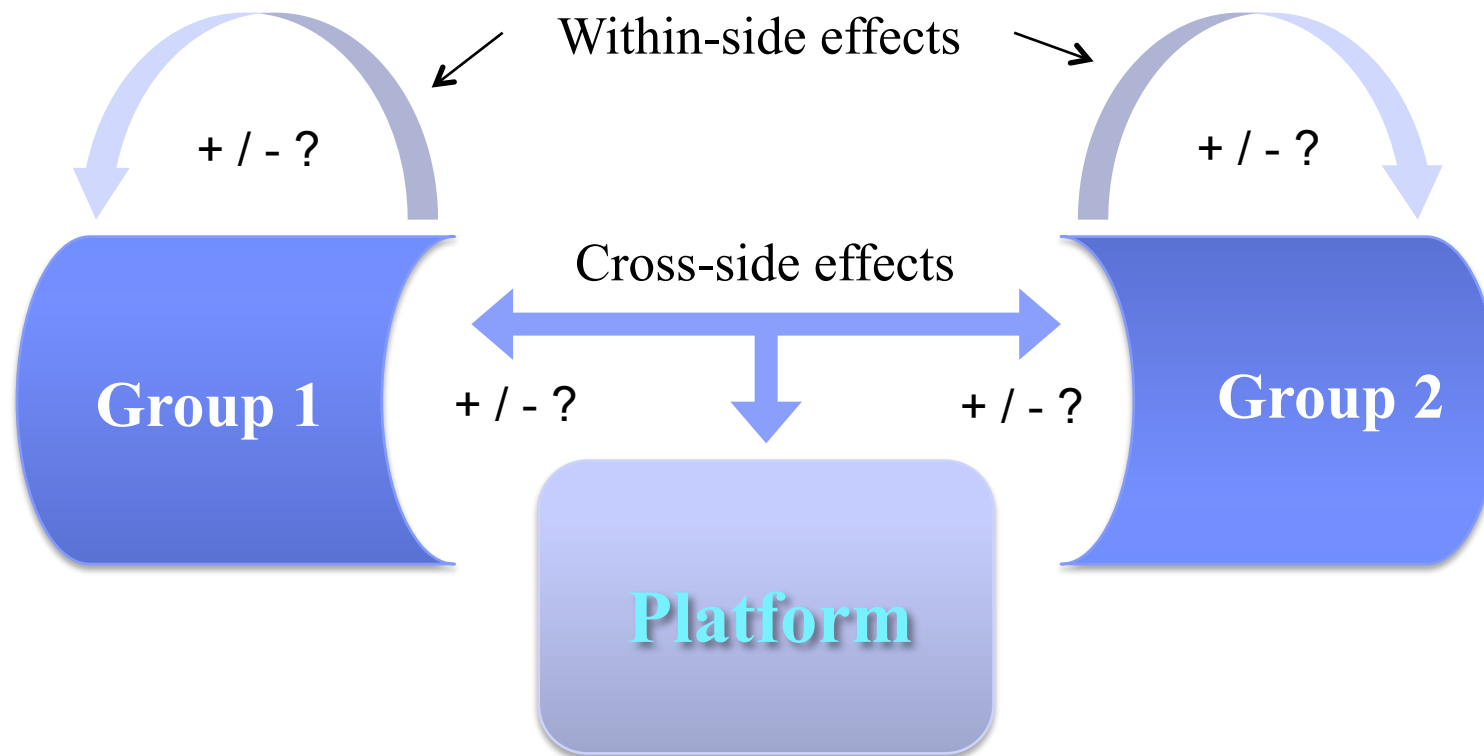 Within-side effects
+ / - ?
+ / - ?
Cross-side effects
Group 1
+ / - ?
+ / - ?
Group 2
Platform